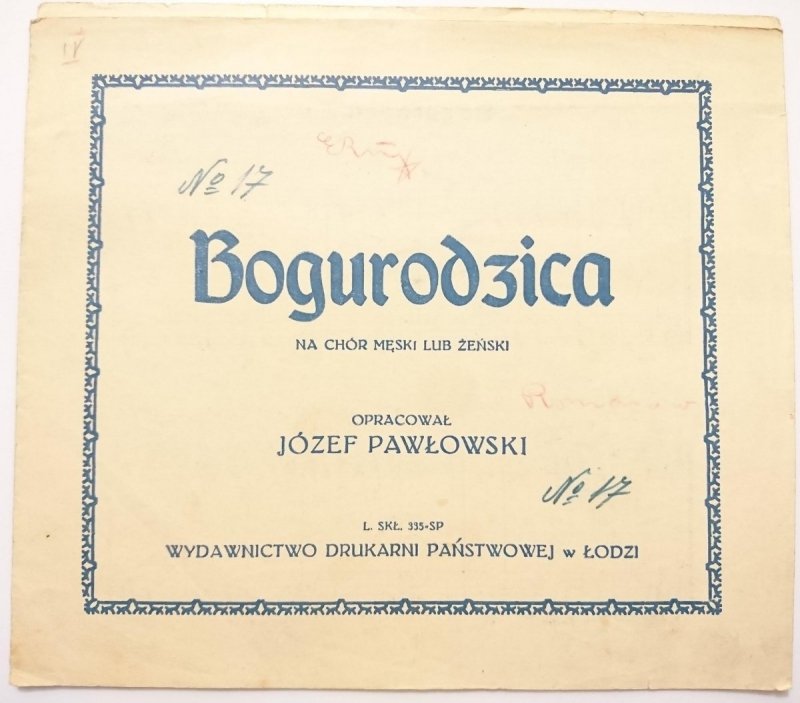 IV
№ 17
Bogurodzica
NA CHÓR MĘSKI LUB ŻEŃSKI
OPRACOWAŁ
JÓZEF PAWŁOWSKI
№ 17
L. SKŁ. 335-SP
WYDAWNICTWO DRUKARNI PAŃSTWOWEJ w ŁODZI